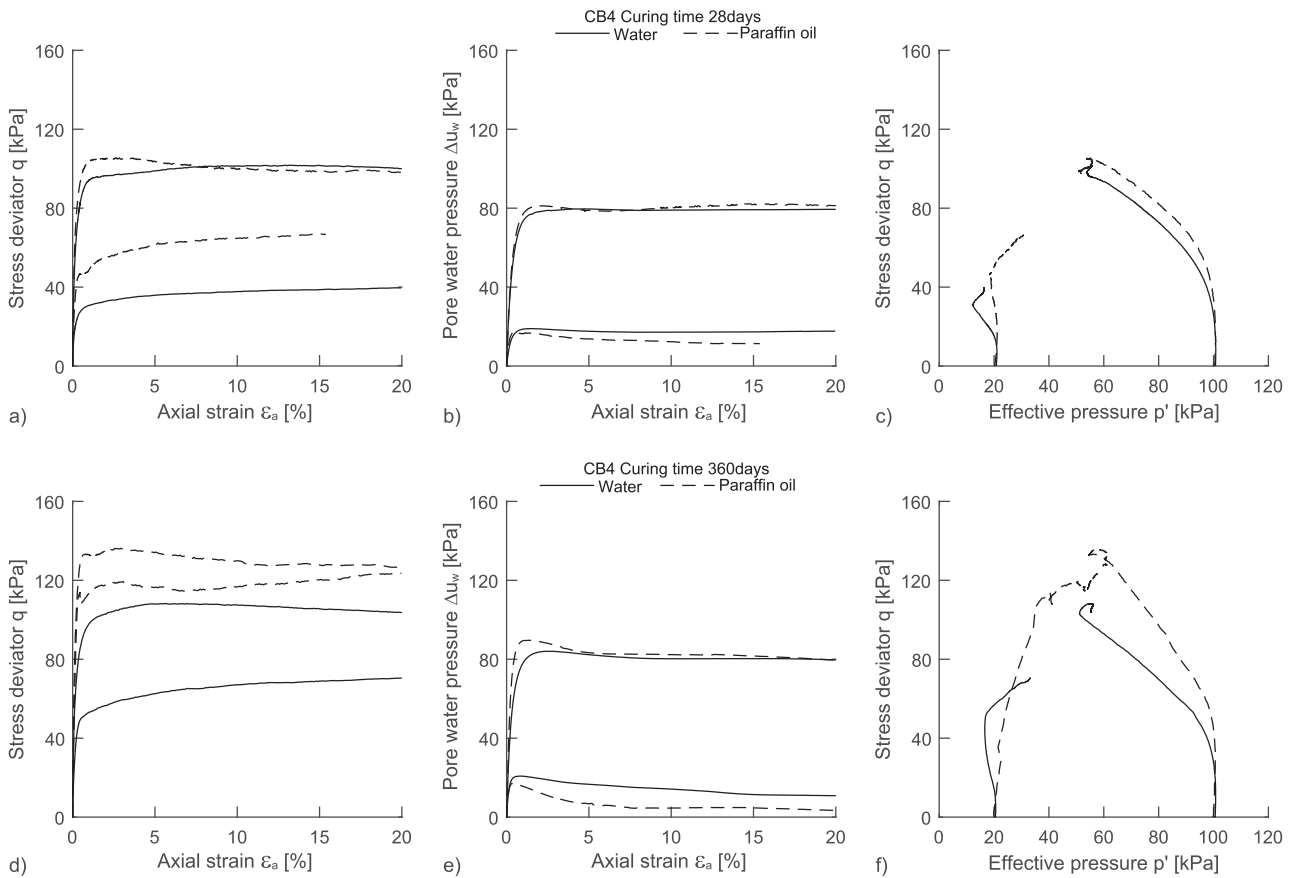 CB4 Curing time 28days
Water Paraffin oil
160
120
80
40
0
0 5 10 15 20
Stress deviator q [kPa]
Axial strain εa [%]
a)
160
120
80
40
0
0 5 10 15 20
Pore water pressure Δuw [kPa]
Axial strain εa [%]
b)
160
120
80
40
0
0 20 40 60 80 100 120
Stress deviator q [kPa]
Effective pressure p' [kPa]
c)
CB4 Curing time 360days
Water Paraffin oil
160
120
80
40
0
0 5 10 15 20
Stress deviator q [kPa]
Axial strain εa [%]
d)
160
120
80
40
0
0 5 10 15 20
Pore water pressure Δuw [kPa]
Axial strain εa [%]
e)
160
120
80
40
0
0 20 40 60 80 100 120
Stress deviator q [kPa]
Effective pressure p' [kPa]
f)